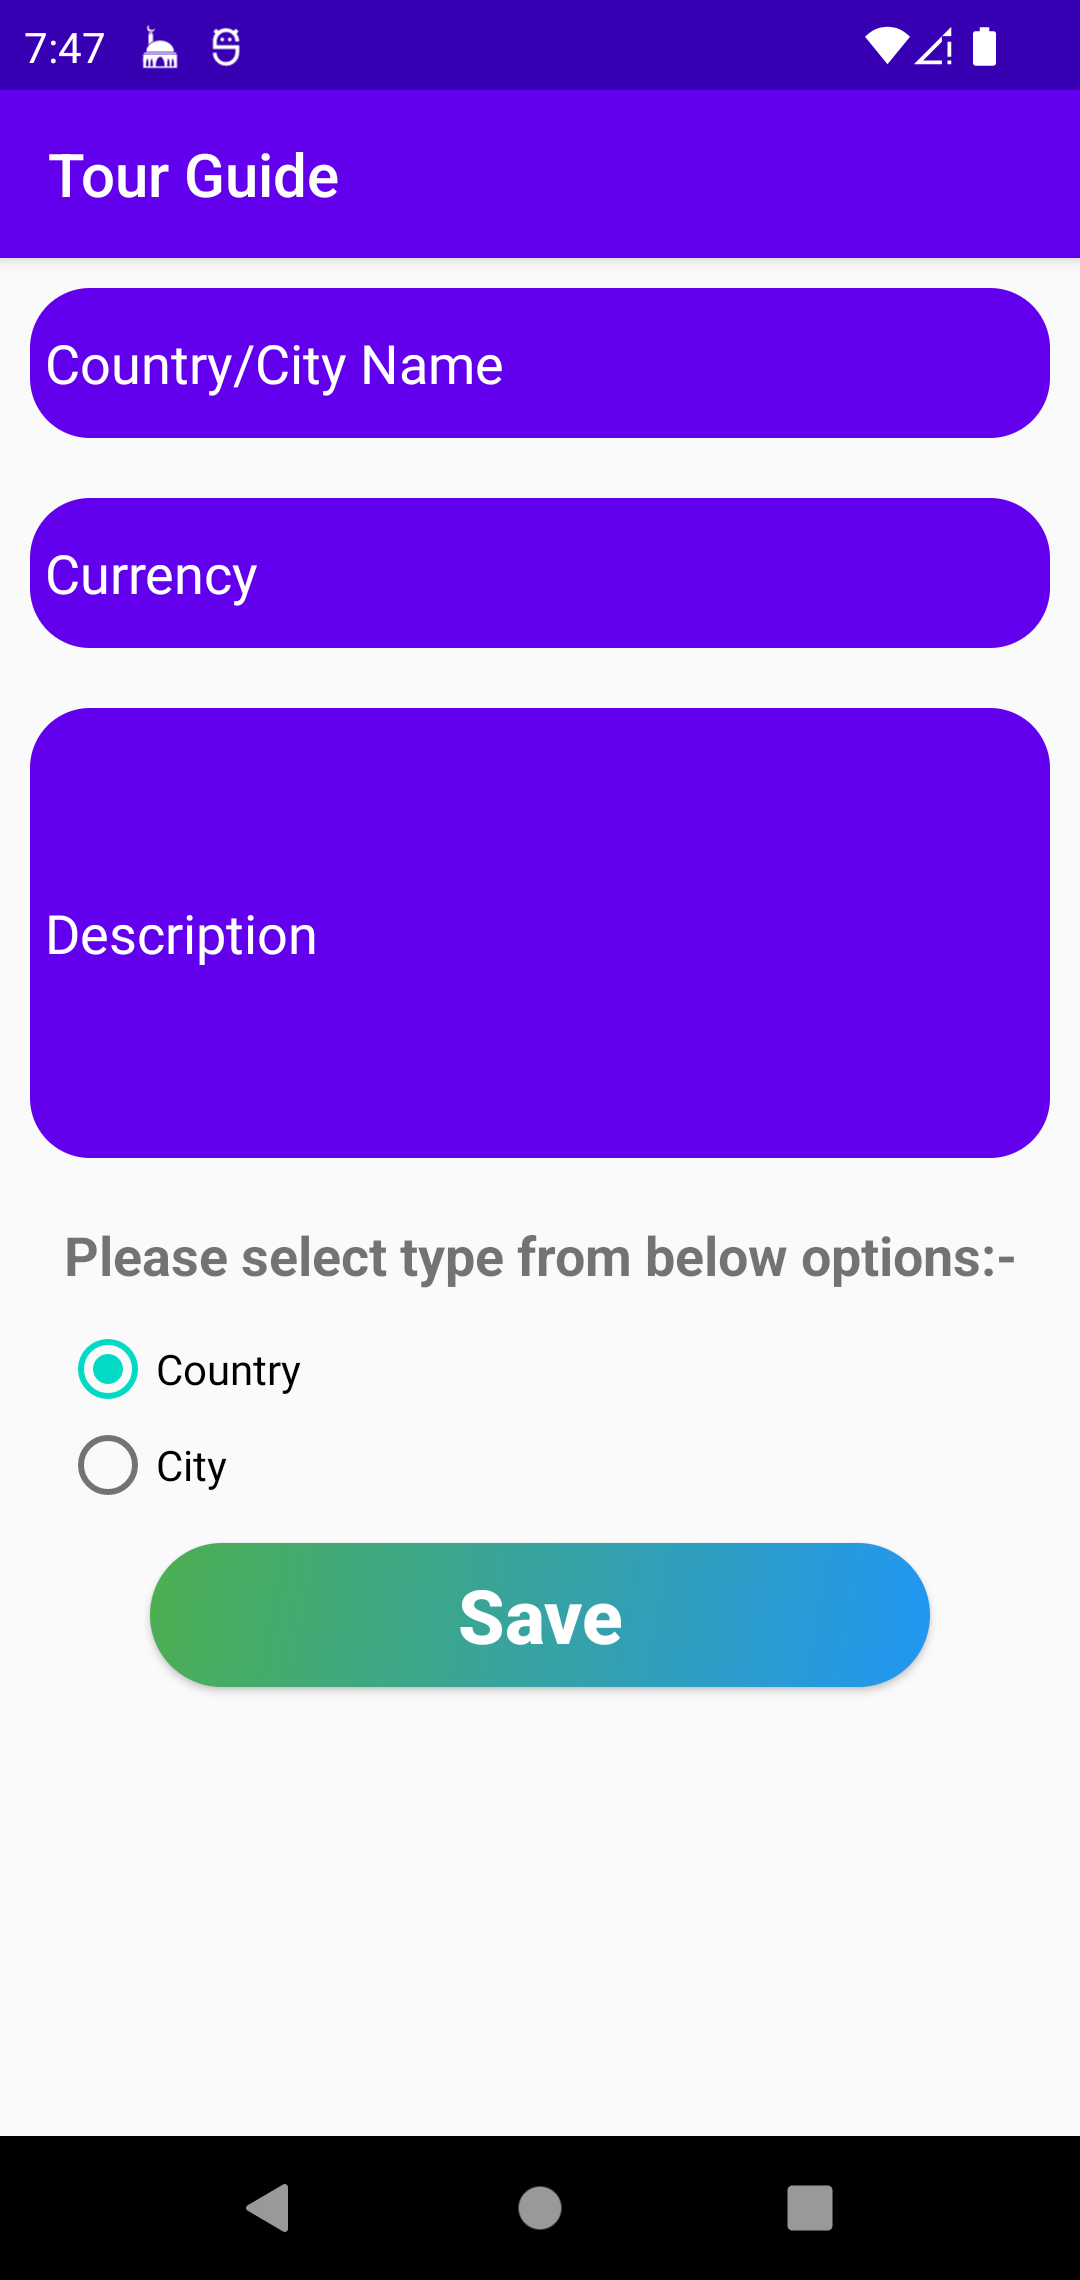 7:47
Tour Guide
Country/City Name
Currency
Description
Please select type from below options:-
Country
City
Save